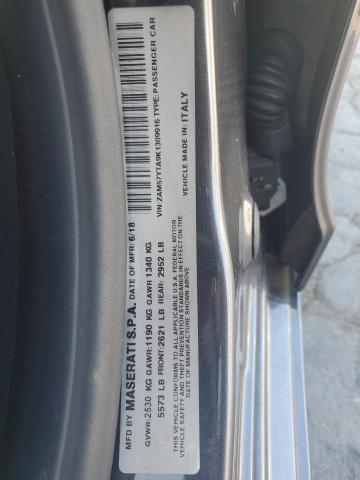 MFD BY MASERATI S.P.A. DATE OF MFR: 6/18
GVWR:2530 KG GAWR:1190 KG GAWR 1340 KG
5573 LB FRONT:2621 LB REAR: 2952 LB
THIS VEHICLE CONFORMS TO ALL APPLICABLE U.S.A. FEDERAL MOTOR
VEHICLE SAFETY AND THEFT PREVENTION STANDARDS IN EFFECT ON
THE DATE OF MANUFACTURE SHOWN ABOVE
VIN:ZAM57YTA9K1309916 TYPE:PASSENGER CAR
VEHICLE MADE IN: ITALY